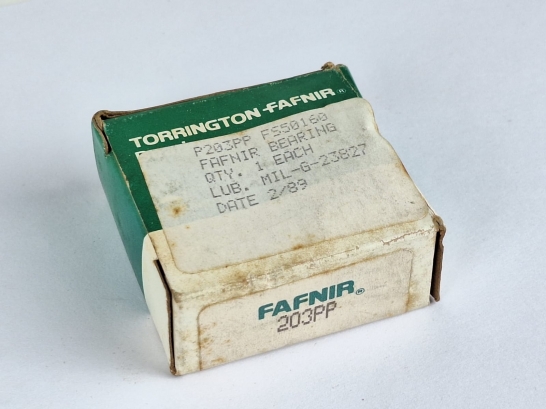 TORRINGTON-FAFNIR®
P203PP FS50160
FAFNIR BEARING
QTY. 1 EACH
LUB. MIL-G-23827
DATE 2/89
FAFNIR®
203PP